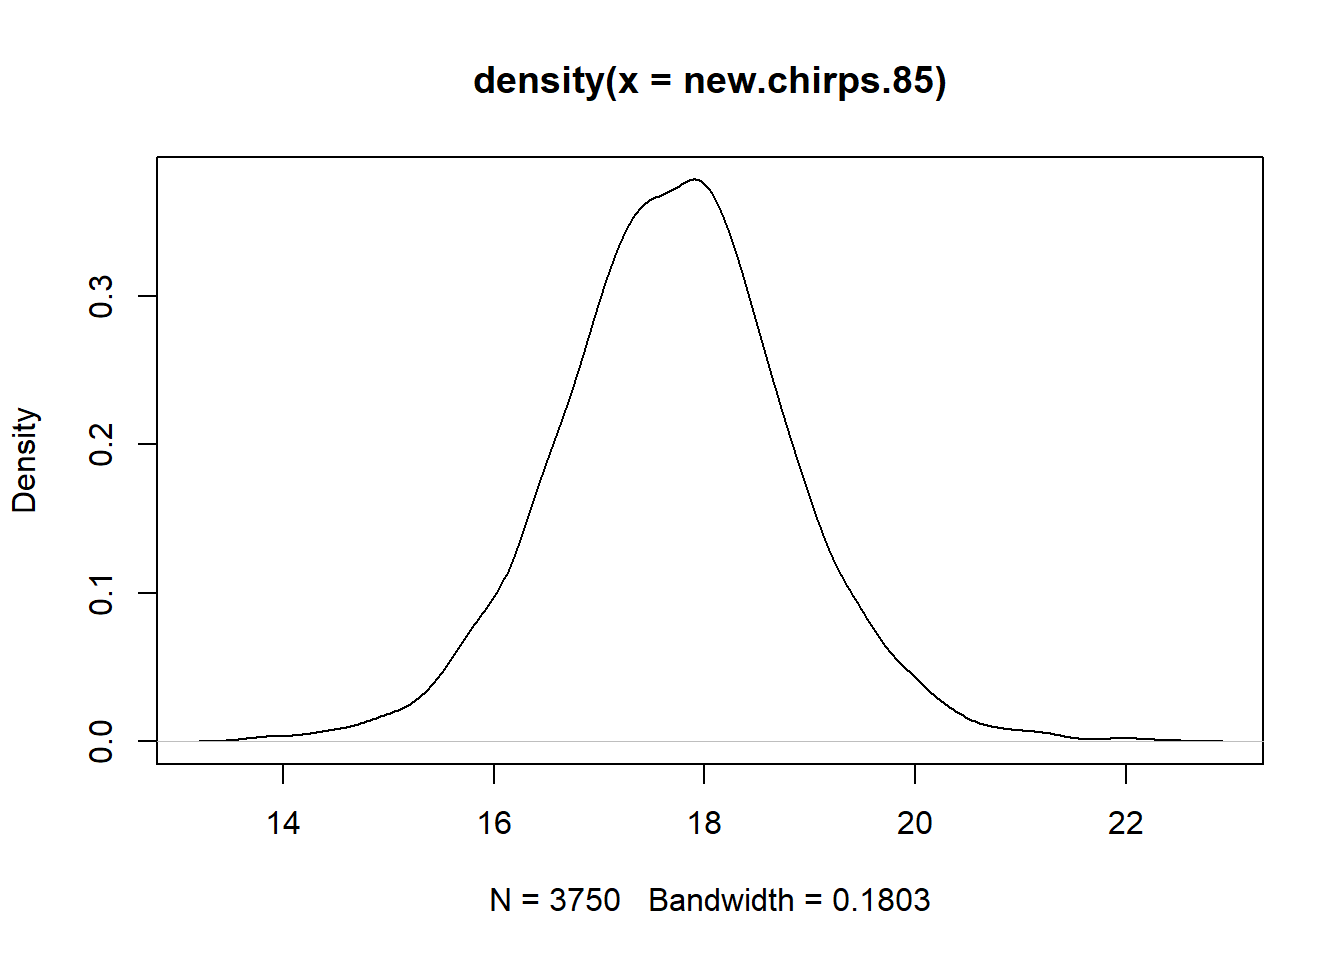 density(x = new.chirps.85)
Density
0.3
0.2
0.1
0.0
14 16 18 20 22
N = 3750 Bandwidth = 0.1803